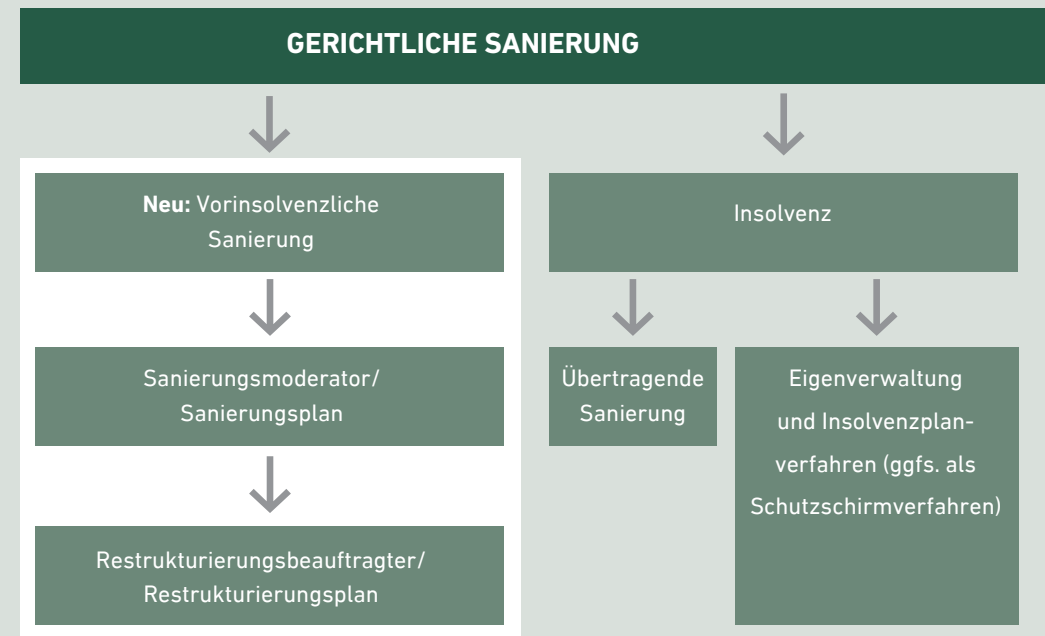 GERICHTLICHE SANIERUNG
Neu: Vorinsolvenzliche
Sanierung
Sanierungsmoderator/
Sanierungsplan
Restrukturierungsbeauftragter/
Restrukturierungsplan
Insolvenz
Übertragende
Sanierung
Eigenverwaltung
und Insolvenzplan-
verfahren (ggfs. als
Schutzschirmverfahren)